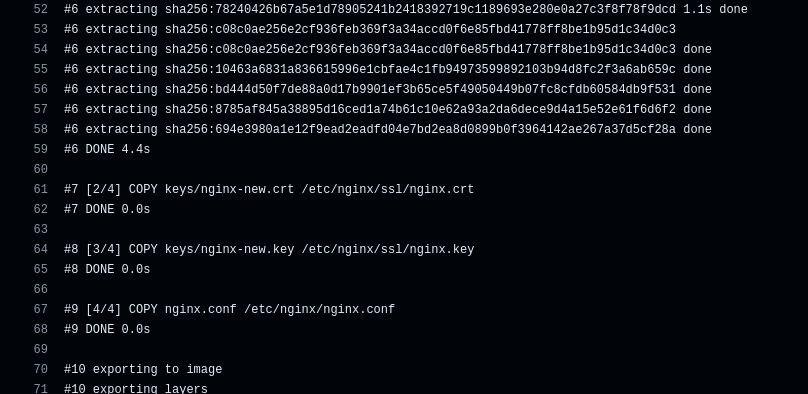 52 #6 extracting sha256:78240426b67a5e1d78905241b2418392719c1189693e280e0a27c3f8f78f9dcd 1.1s done
53 #6 extracting sha256:c08c0ae256e2cf936feb369f3a34accd0f6e85fbd41778ff8be1b95d1c34d0c3
54 #6 extracting sha256:c08c0ae256e2cf936feb369f3a34accd0f6e85fbd41778ff8be1b95d1c34d0c3 done
55 #6 extracting sha256:10463a6831a836615996e1cbfae4c1fb94973599892103b94d8fc2f3a6ab659c done
56 #6 extracting sha256:bd444d50f7de88a0d17b9901ef3b65ce5f49050449b07fc8cfdb60584db9f531 done
57 #6 extracting sha256:8785af845a38895d16ced1a74b61c10e62a93a2da6dece9d4a15e52e61f6d6f2 done
58 #6 extracting sha256:694e3980a1e12f9ead2eadfd04e7bd2ea8d0899b0f3964142ae267a37d5cf28a done
59 #6 DONE 4.4s
60
61 #7 [2/4] COPY keys/nginx-new.crt /etc/nginx/ssl/nginx.crt
62 #7 DONE 0.0s
63
64 #8 [3/4] COPY keys/nginx-new.key /etc/nginx/ssl/nginx.key
65 #8 DONE 0.0s
66
67 #9 [4/4] COPY nginx.conf /etc/nginx/nginx.conf
68 #9 DONE 0.0s
69
70 #10 exporting to image
71 #10 exporting layers